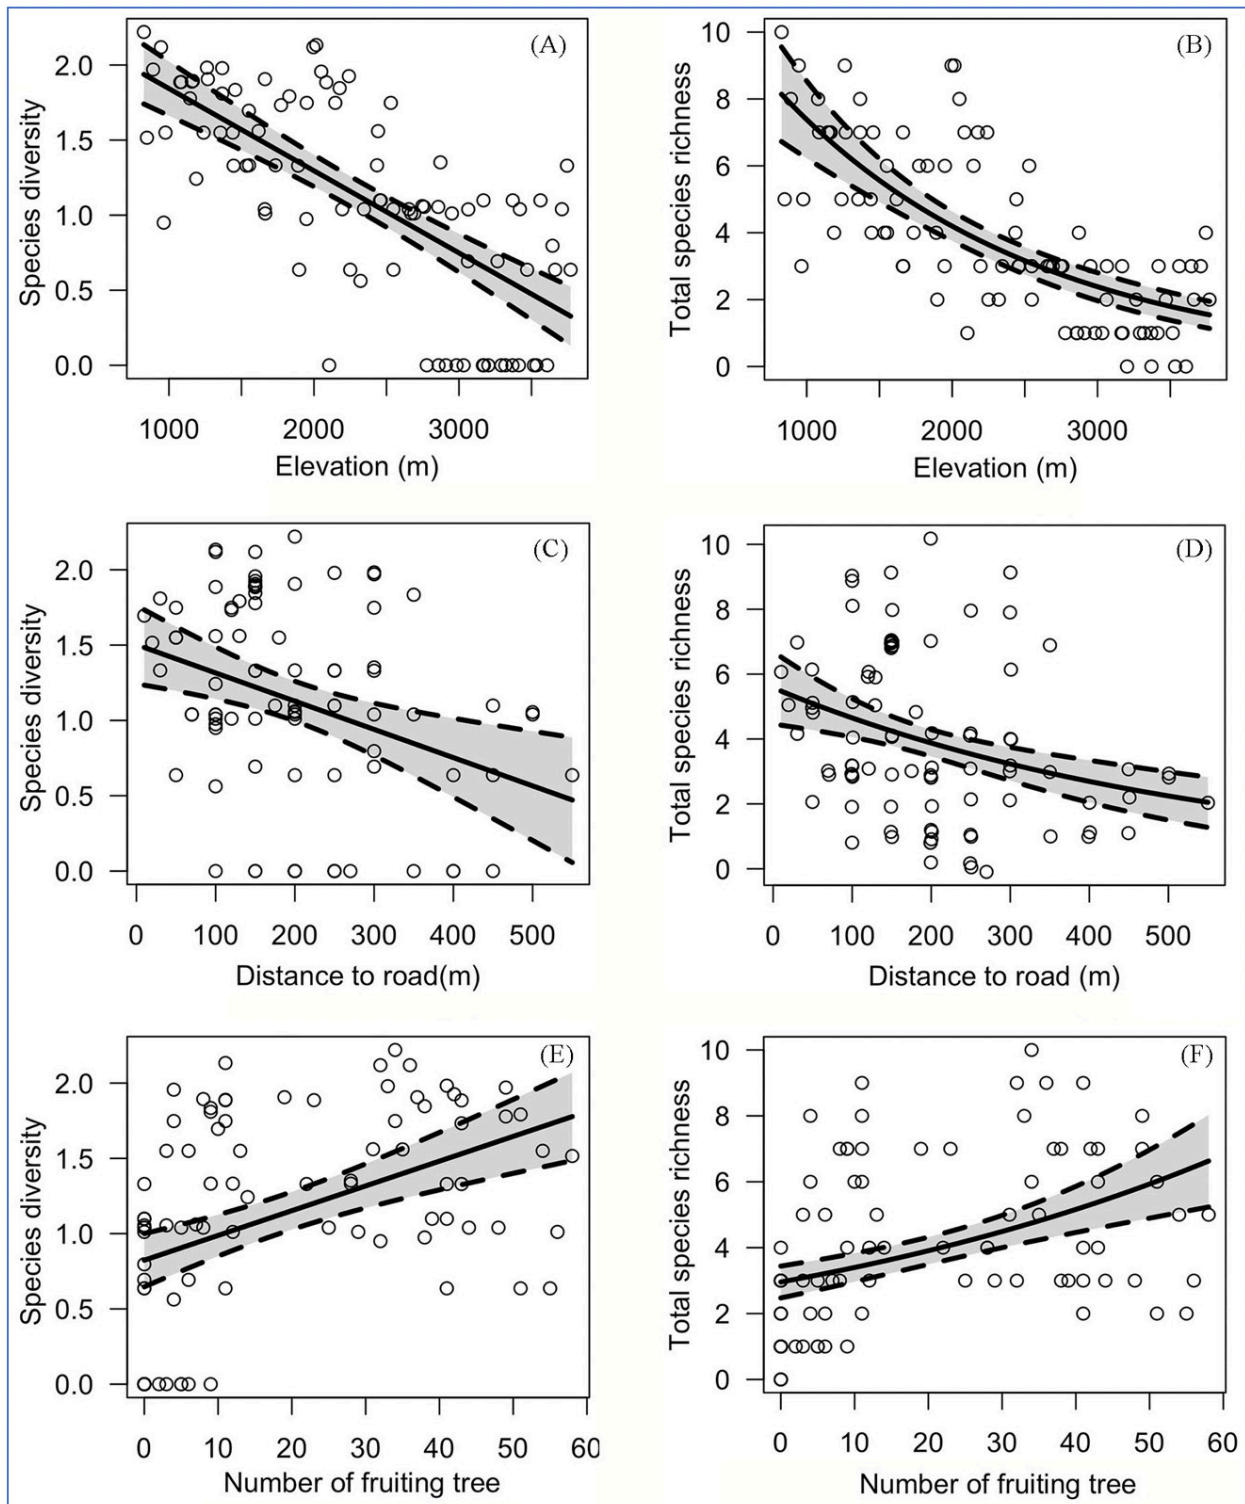 (A)
Species diversity
2.0
1.5
1.0
0.5
0.0
1000 2000 3000
Elevation (m)
(B)
Total species richness
10
8
6
4
2
0
1000 2000 3000
Elevation (m)
(C)
Species diversity
2.0
1.5
1.0
0.5
0.0
0 100 200 300 400 500
Distance to road(m)
(D)
Total species richness
10
8
6
4
2
0
0 100 200 300 400 500
Distance to road (m)
(E)
Species diversity
2.0
1.5
1.0
0.5
0.0
0 10 20 30 40 50 60
Number of fruiting tree
(F)
Total species richness
10
8
6
4
2
0
0 10 20 30 40 50 60
Number of fruiting tree